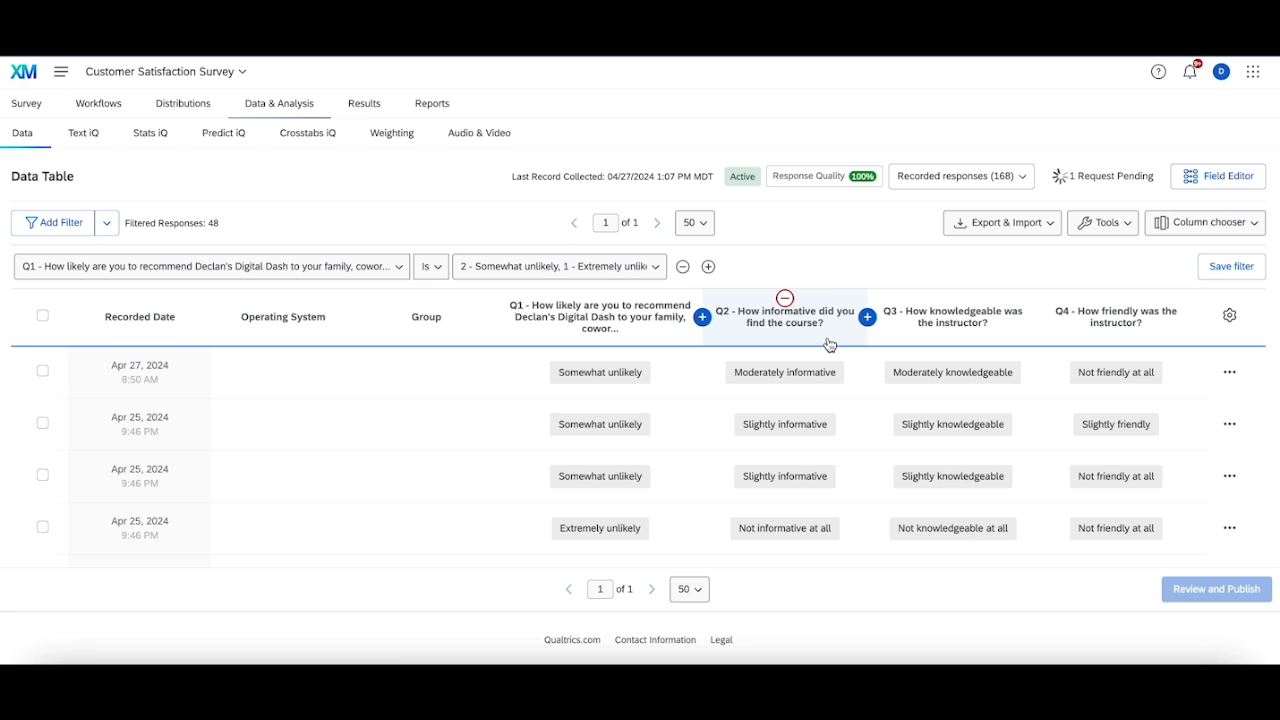 XM
Customer Satisfaction Survey
9+
D
Survey
Workflows
Distributions
Data & Analysis
Results
Reports
Data
Text iQ
Stats iQ
Predict iQ
Crosstabs iQ
Weighting
Audio & Video
Data Table
Last Record Collected: 04/27/2024 1:07 PM MDT
Active
Response Quality 100%
Recorded responses (168)
1 Request Pending
Field Editor
Add Filter
Filtered Responses: 48
1 of 1
50
Export & Import
Tools
Column chooser
Q1 - How likely are you to recommend Declan's Digital Dash to your family, cowor...
Is
2 - Somewhat unlikely, 1 - Extremely unlik
Save filter
Recorded Date
Operating System
Group
Q1 - How likely are you to recommend
Declan's Digital Dash to your family,
cowor...
Q2 - How informative did you
find the course?
Q3 - How knowledgeable was
the instructor?
Q4 - How friendly was the
instructor?
Apr 27, 2024
8:50 AM
Somewhat unlikely
Moderately informative
Moderately knowledgeable
Not friendly at all
Apr 25, 2024
9:46 PM
Somewhat unlikely
Slightly informative
Slightly knowledgeable
Slightly friendly
Apr 25, 2024
9:46 PM
Somewhat unlikely
Slightly informative
Slightly knowledgeable
Not friendly at all
Apr 25, 2024
9:46 PM
Extremely unlikely
Not informative at all
Not knowledgeable at all
Not friendly at all
1 of 1
50
Review and Publish
Qualtrics.com
Contact Information
Legal